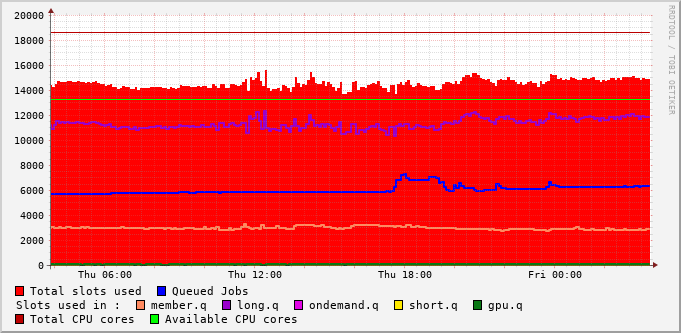 20000
18000
16000
14000
12000
10000
8000
6000
4000
2000
0
Thu 06:00 Thu 12:00 Thu 18:00 Fri 00:00
Total slots used Queued Jobs
Slots used in : member.q long.q ondemand.q short.q gpu.q
Total CPU cores Available CPU cores
RRDTOOL / TOBI OETIKER